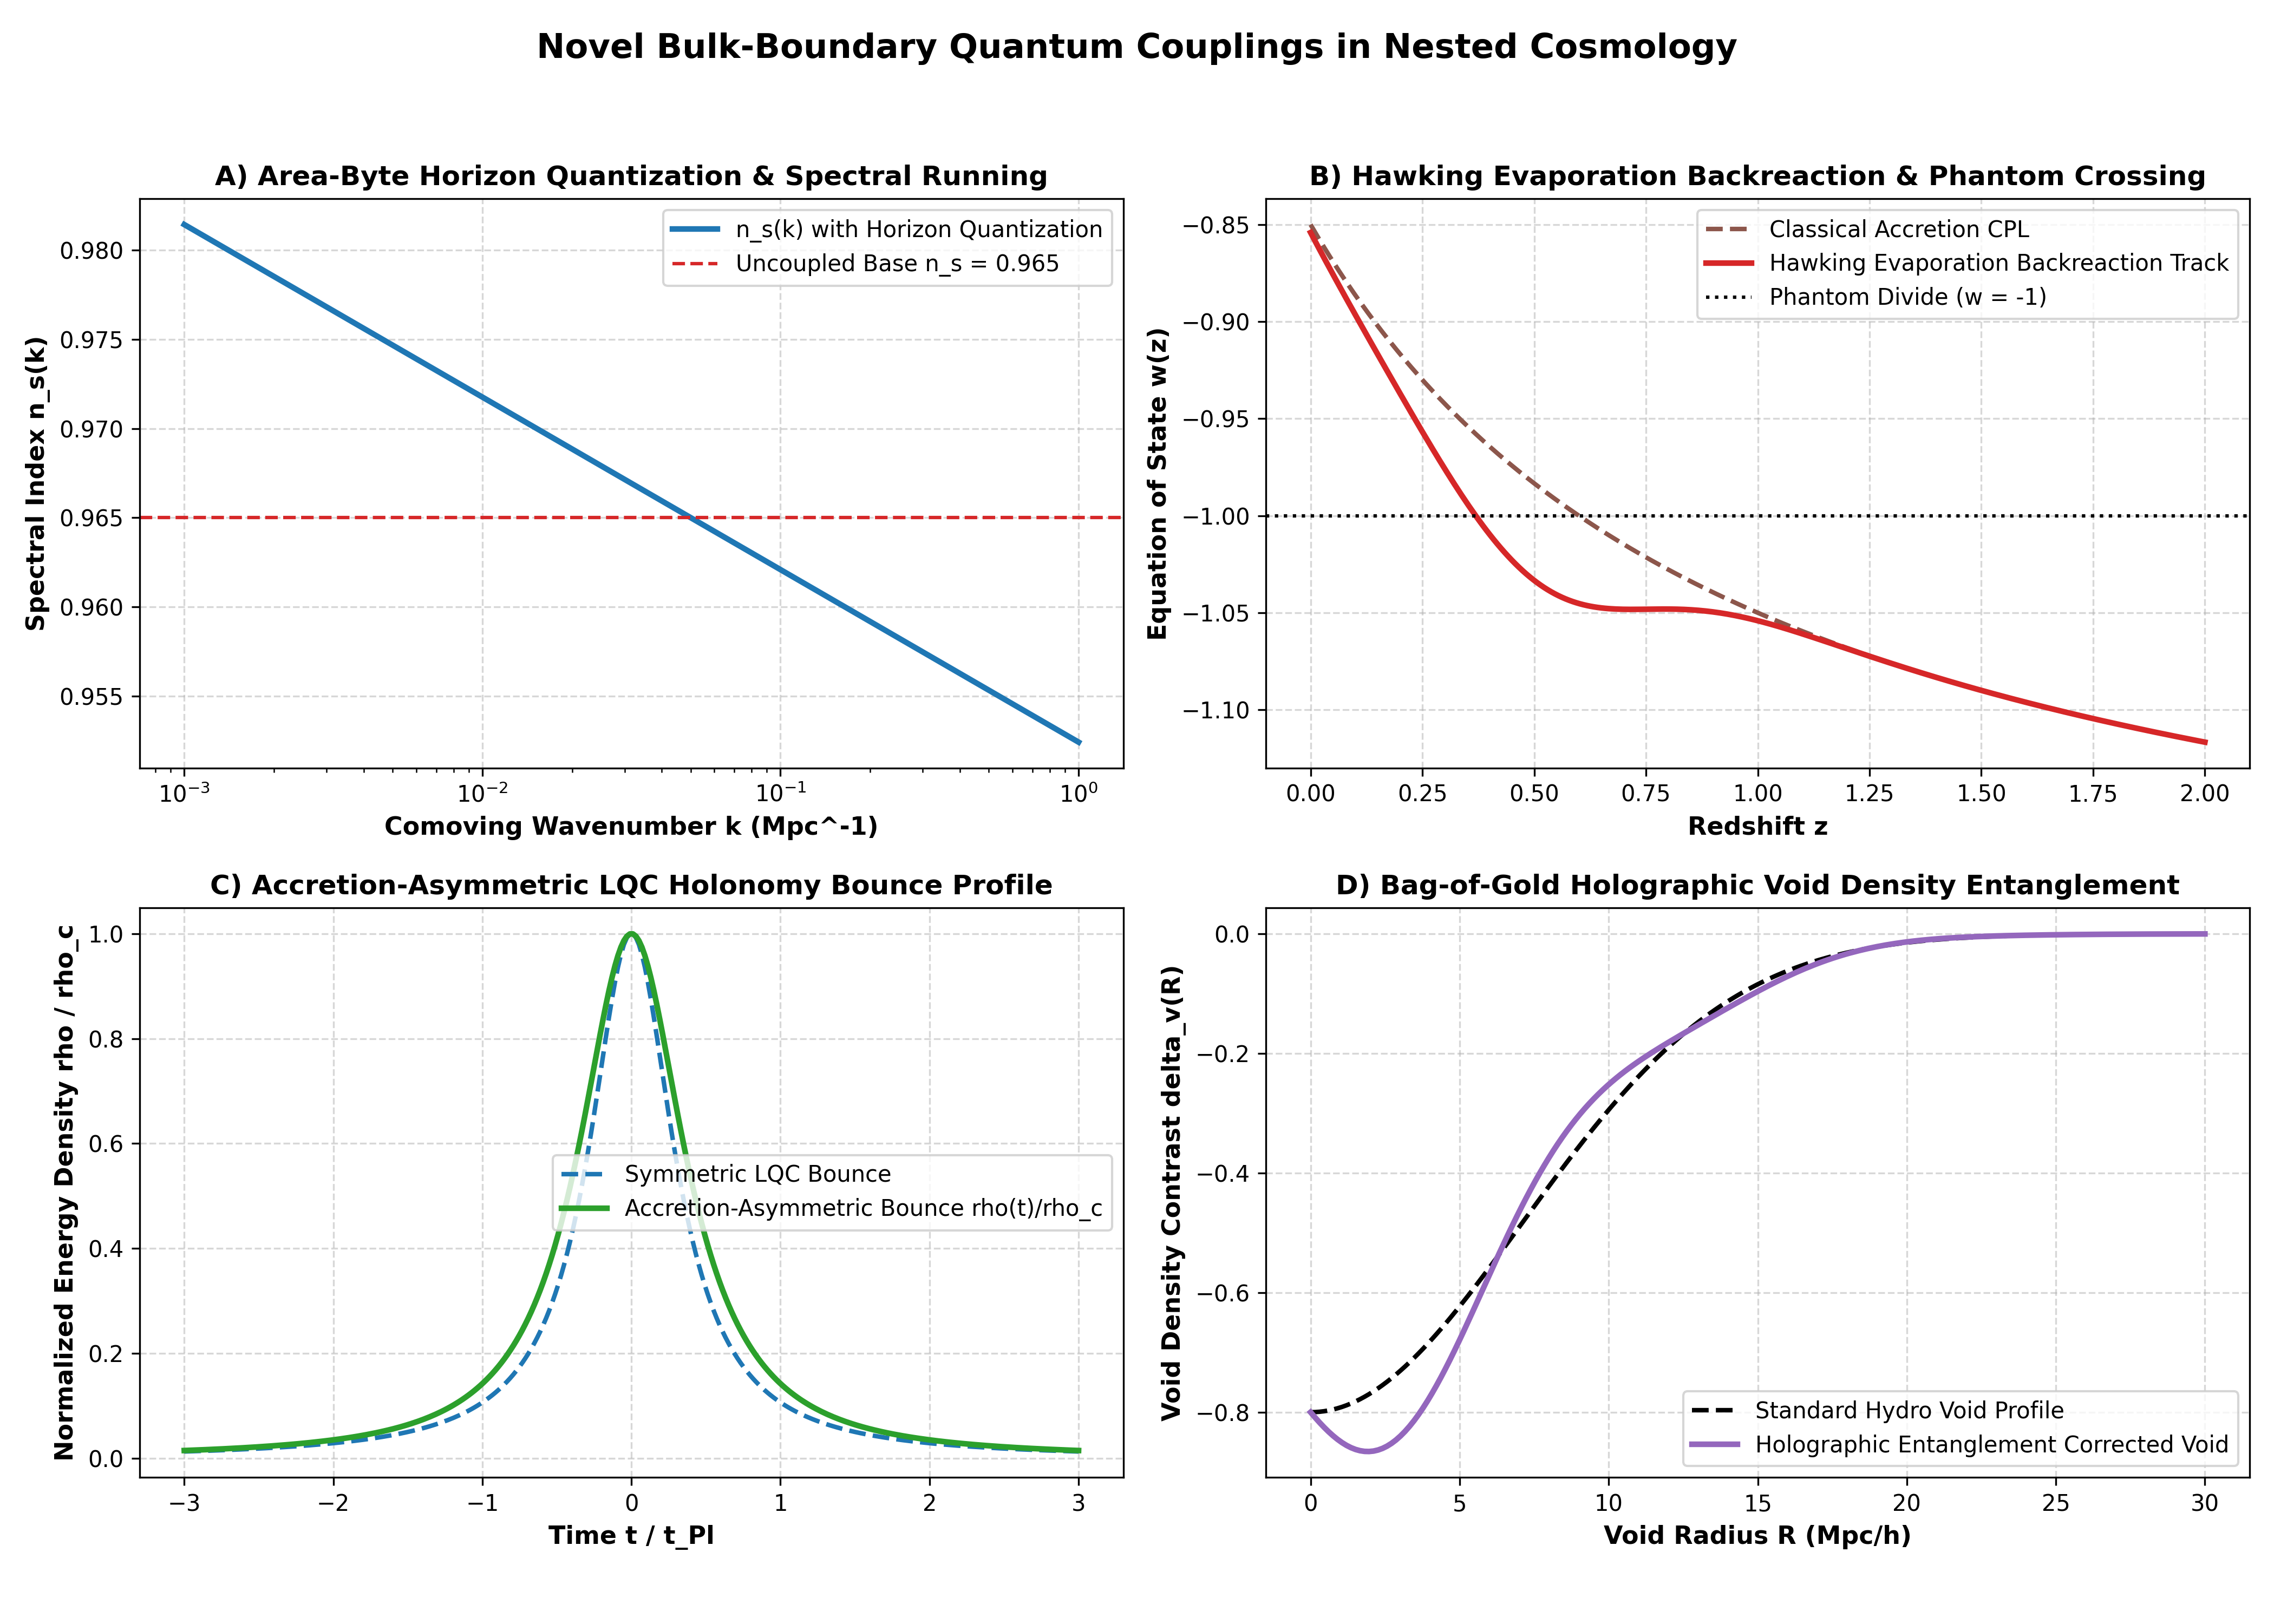 Novel Bulk-Boundary Quantum Couplings in Nested Cosmology
A) Area-Byte Horizon Quantization & Spectral Running
n_s(k) with Horizon Quantization
Uncoupled Base n_s = 0.965
0.980
0.975
0.970
0.965
0.960
0.955
Spectral Index n_s(k)
10⁻³ 10⁻² 10⁻¹ 10⁰
Comoving Wavenumber k (Mpc^-1)
B) Hawking Evaporation Backreaction & Phantom Crossing
Classical Accretion CPL
Hawking Evaporation Backreaction Track
Phantom Divide (w = -1)
−0.85
−0.90
−0.95
−1.00
−1.05
−1.10
Equation of State w(z)
0.00 0.25 0.50 0.75 1.00 1.25 1.50 1.75 2.00
Redshift z
C) Accretion-Asymmetric LQC Holonomy Bounce Profile
Symmetric LQC Bounce
Accretion-Asymmetric Bounce rho(t)/rho_c
1.0
0.8
0.6
0.4
0.2
0.0
Normalized Energy Density rho / rho_c
−3 −2 −1 0 1 2 3
Time t / t_Pl
D) Bag-of-Gold Holographic Void Density Entanglement
Standard Hydro Void Profile
Holographic Entanglement Corrected Void
0.0
−0.2
−0.4
−0.6
−0.8
Void Density Contrast delta_v(R)
0 5 10 15 20 25 30
Void Radius R (Mpc/h)